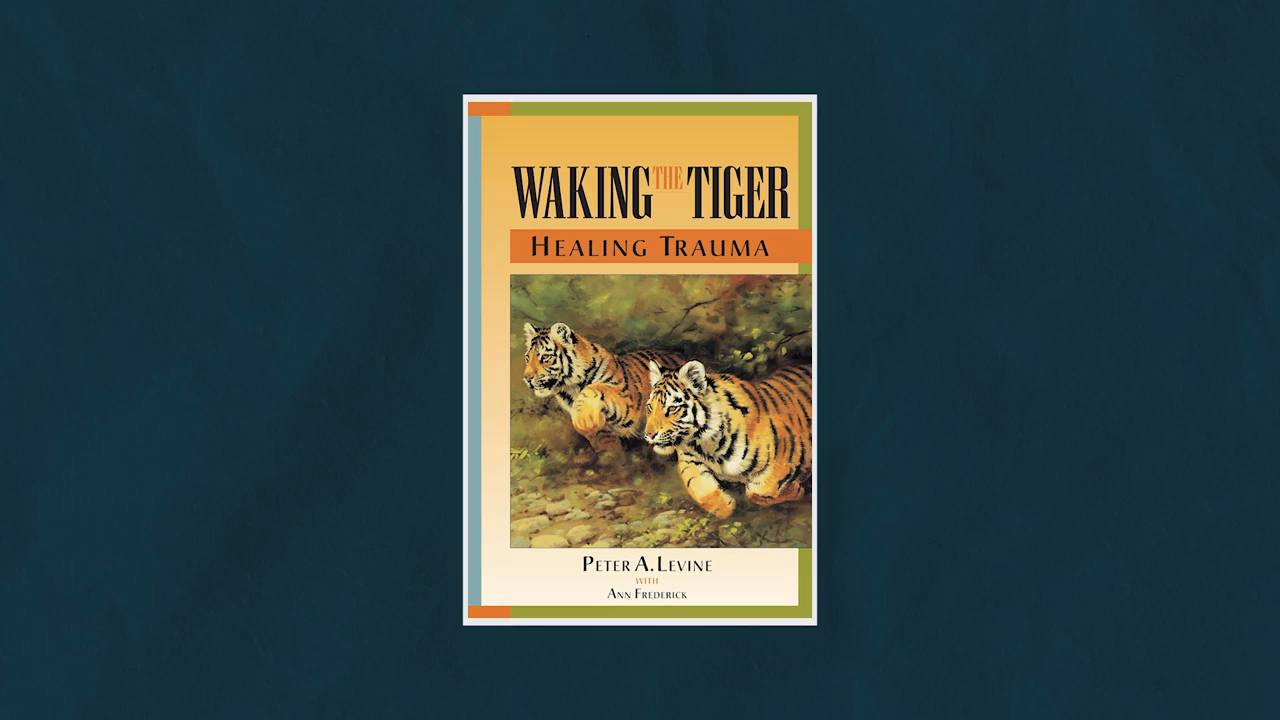 WAKING THE TIGER
HEALING TRAUMA
PETER A. LEVINE
WITH
ANN FREDERICK